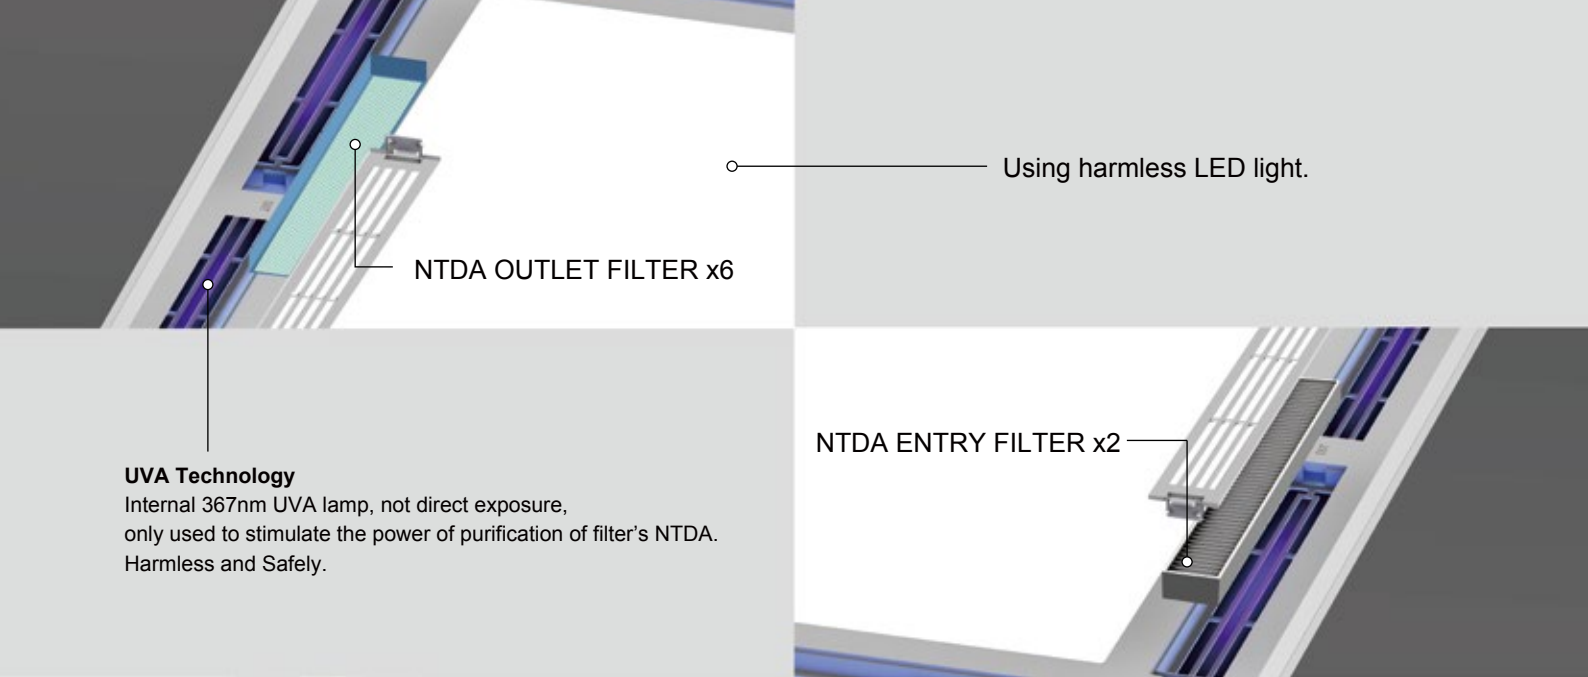 Using harmless LED light.
NTDA OUTLET FILTER x6
NTDA ENTRY FILTER x2
UVA Technology
Internal 367nm UVA lamp, not direct exposure,
only used to stimulate the power of purification of filter’s NTDA.
Harmless and Safely.